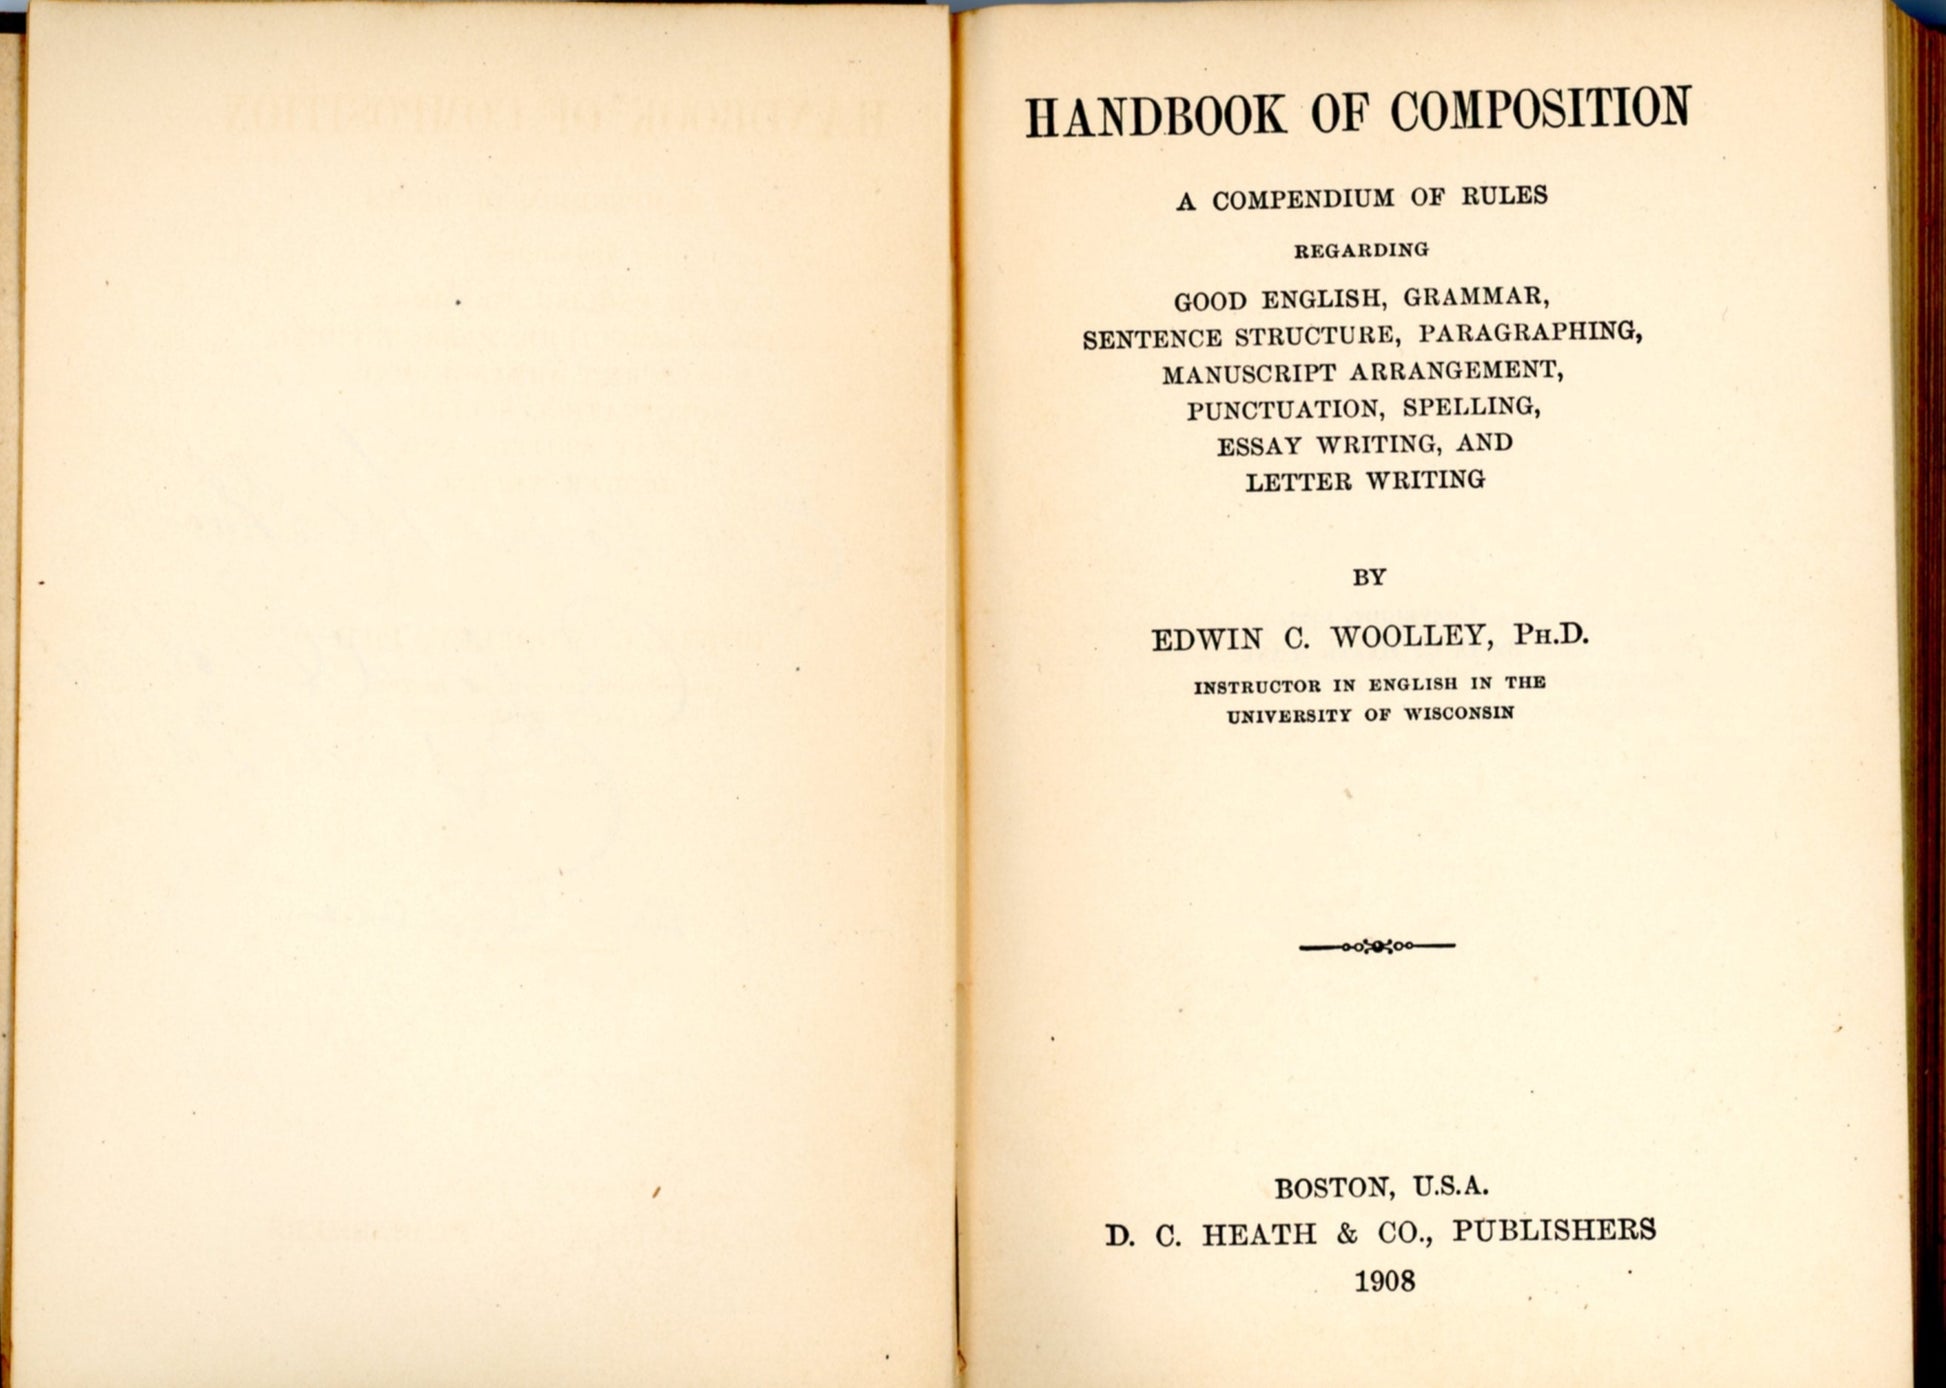 HANDBOOK OF COMPOSITION
A COMPENDIUM OF RULES
REGARDING
GOOD ENGLISH, GRAMMAR,
SENTENCE STRUCTURE, PARAGRAPHING,
MANUSCRIPT ARRANGEMENT,
PUNCTUATION, SPELLING,
ESSAY WRITING, AND
LETTER WRITING
BY
EDWIN C. WOOLLEY, PH.D.
INSTRUCTOR IN ENGLISH IN THE
UNIVERSITY OF WISCONSIN
BOSTON, U.S.A.
D. C. HEATH & CO., PUBLISHERS
1908